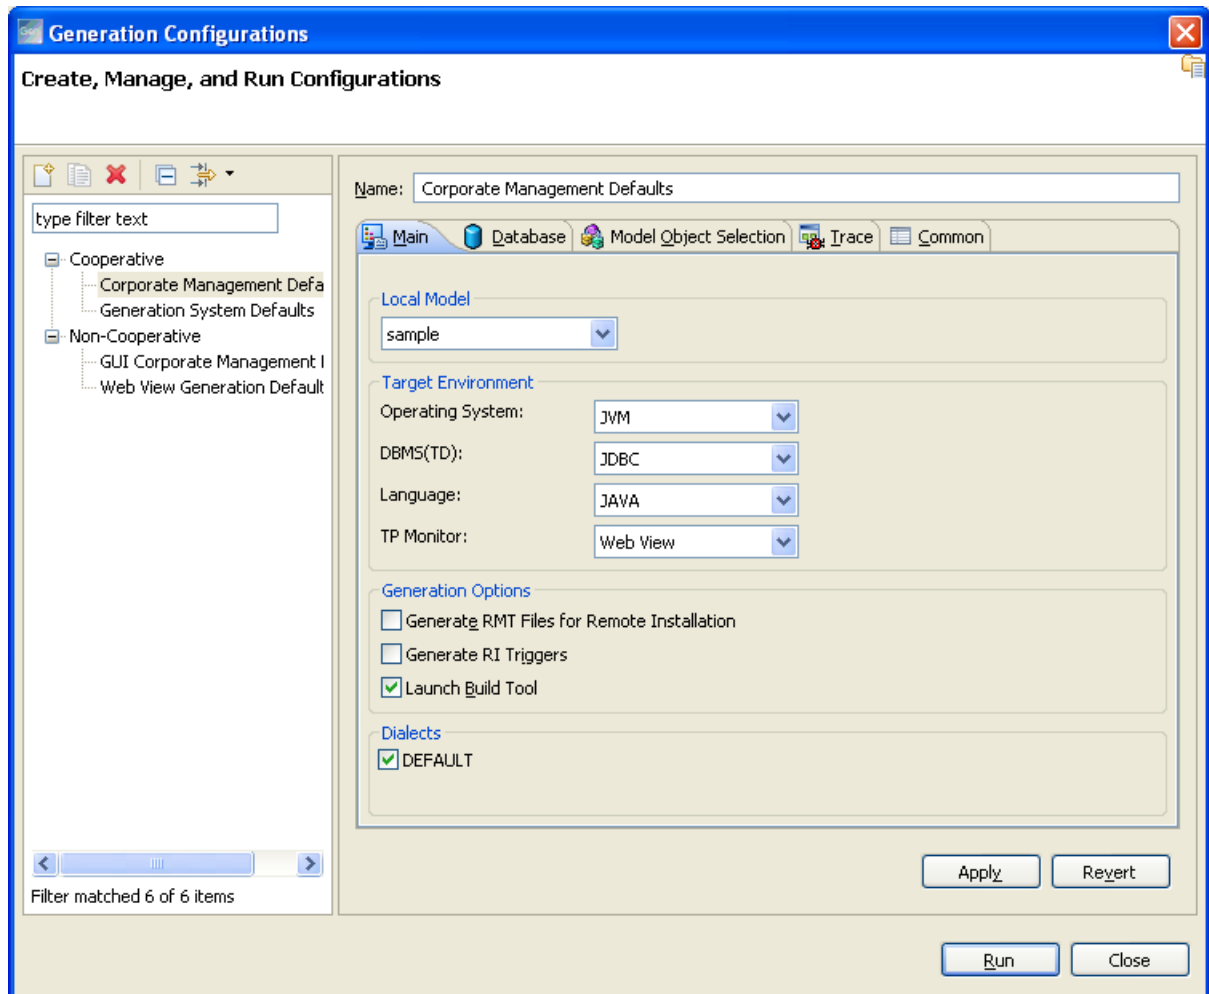 Generation Configurations
Create, Manage, and Run Configurations
type filter text
Cooperative
Corporate Management Defa
Generation System Defaults
Non-Cooperative
GUI Corporate Management
Web View Generation Default
Filter matched 6 of 6 items
Name: Corporate Management Defaults
Main Database Model Object Selection Trace Common
Local Model
sample
Target Environment
Operating System: JVM
DBMS(TD): JDBC
Language: JAVA
TP Monitor: Web View
Generation Options
Generate RMT Files for Remote Installation
Generate RI Triggers
Launch Build Tool
Dialects
DEFAULT
Apply Revert
Run Close